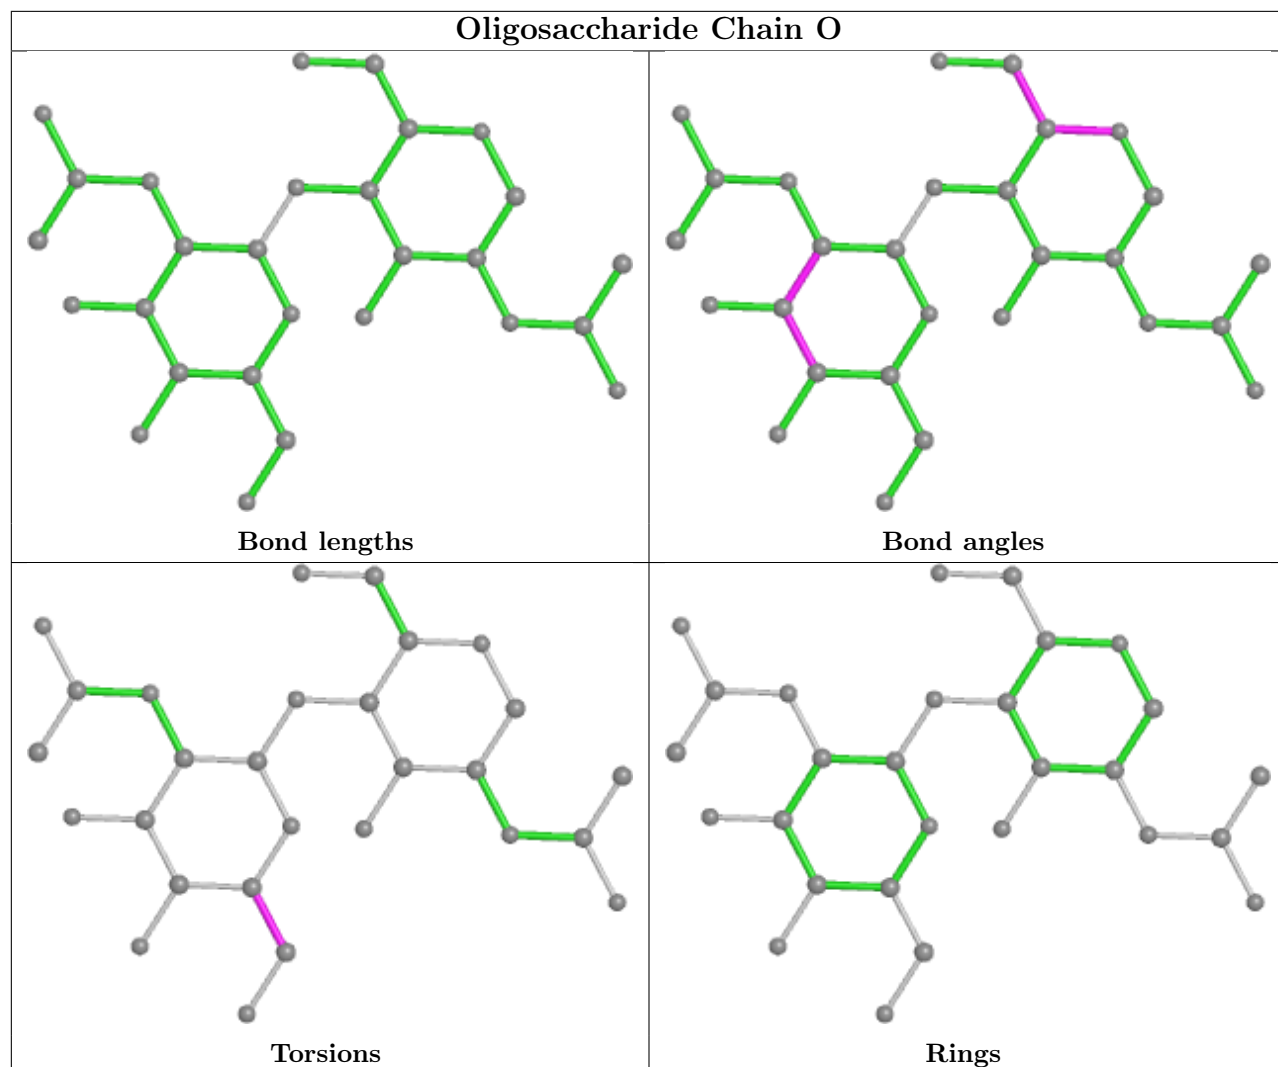 Oligosaccharide Chain O
Bond lengths
Bond angles
Torsions
Rings